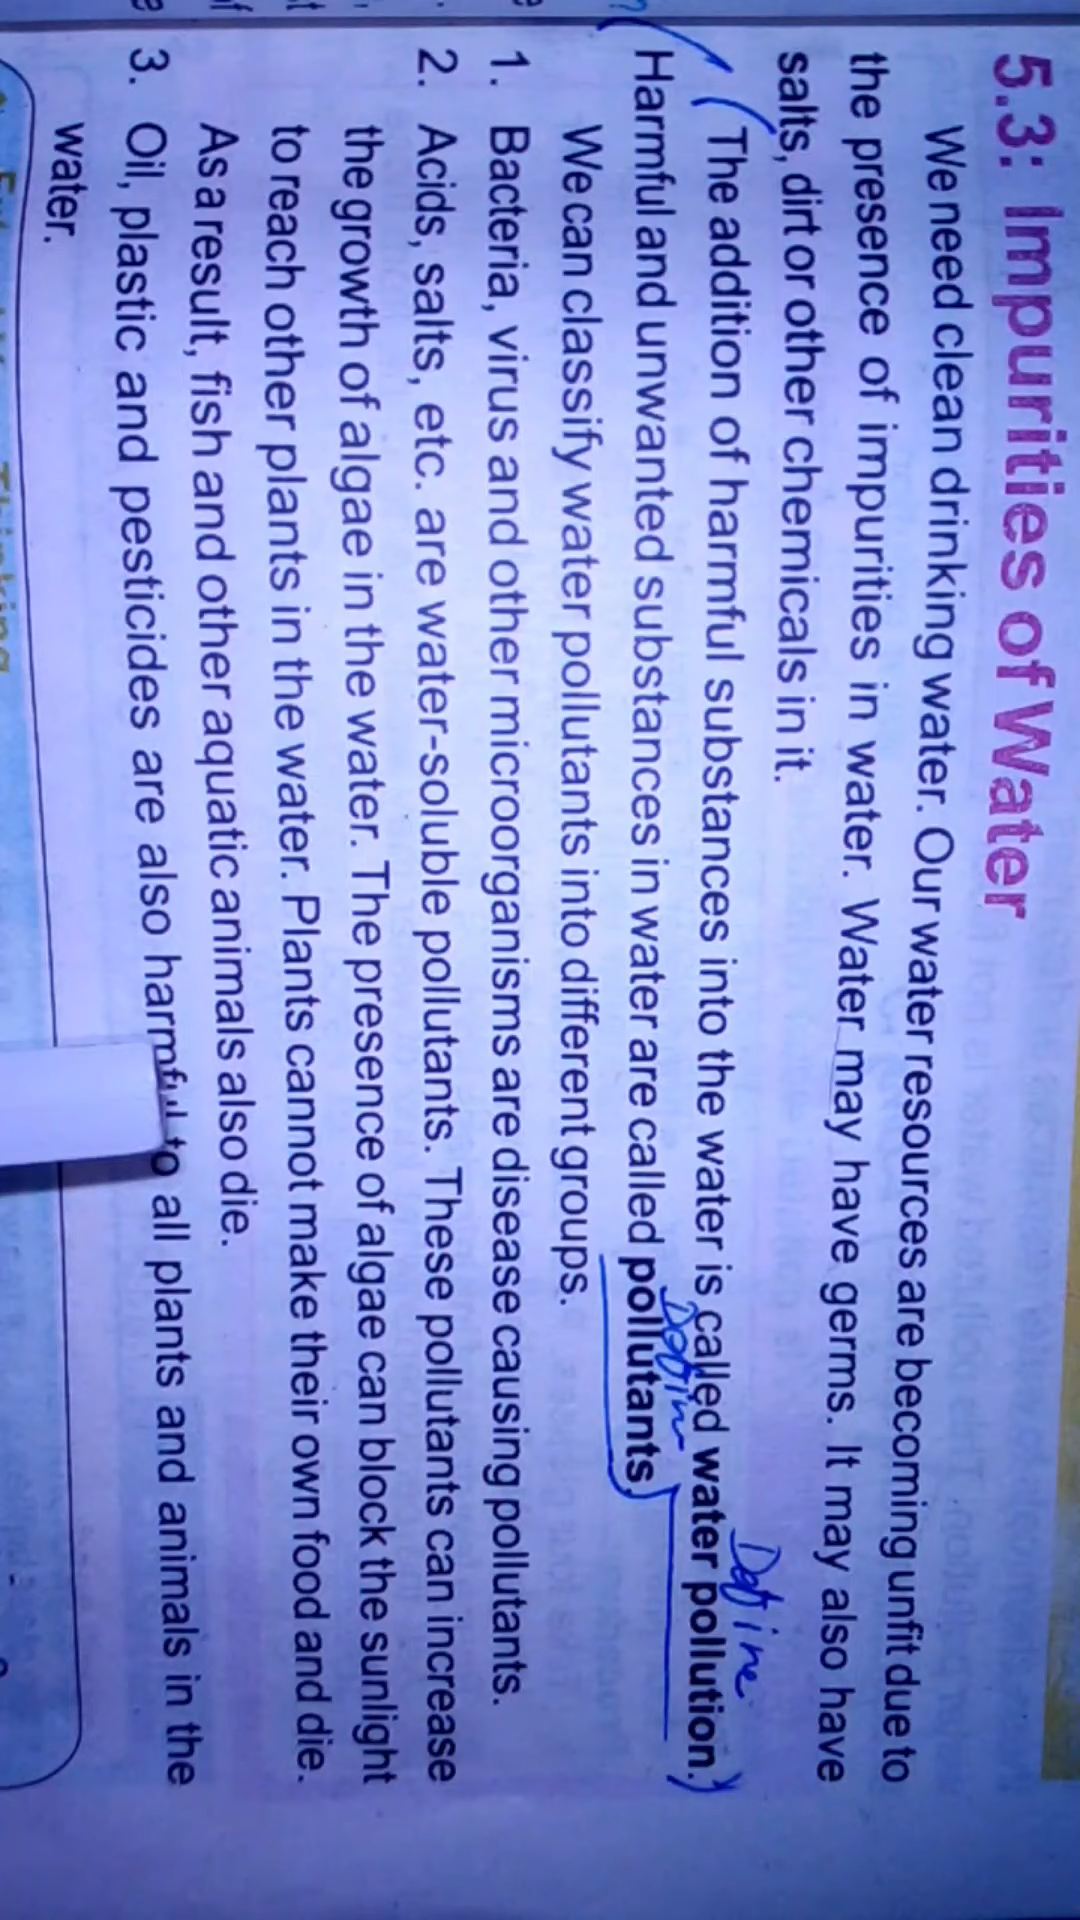 5.3: Impurities of Water
We need clean drinking water. Our water resources are becoming unfit due to
the presence of impurities in water. Water may have germs. It may also have
salts, dirt or other chemicals in it.
Define
(The addition of harmful substances into the water is called water pollution.)
Defin
Harmful and unwanted substances in water are called pollutants.
We can classify water pollutants into different groups.
1. Bacteria, virus and other microorganisms are disease causing pollutants.
2. Acids, salts, etc. are water-soluble pollutants. These pollutants can increase
the growth of algae in the water. The presence of algae can block the sunlight
to reach other plants in the water. Plants cannot make their own food and die.
As a result, fish and other aquatic animals also die.
3. Oil, plastic and pesticides are also harmful to all plants and animals in the
water.